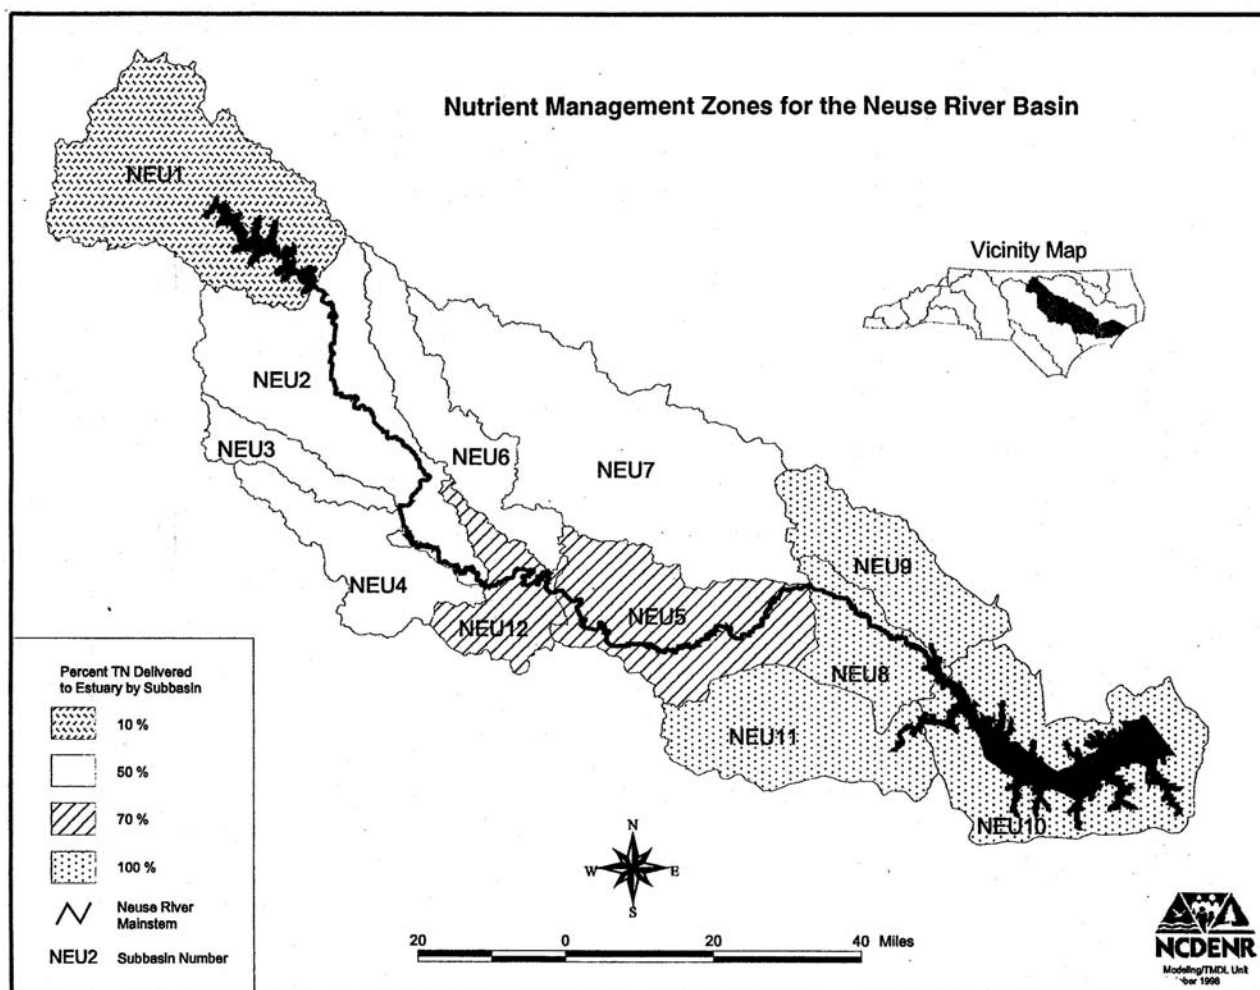 Nutrient Management Zones for the Neuse River Basin
NEU1
Vicinity Map
NEU2
NEU3
NEU6
NEU7
NEU4
NEU9
NEU12
NEU5
NEU8
NEU11
NEU10
Percent TN Delivered
to Estuary by Subbasin
10 %
50 %
70 %
100 %
Neuse River
Mainstem
NEU2 Subbasin Number
N
W E
S
20 0 20 40 Miles
NCDENR
Modeling/TMDL Unit
1998